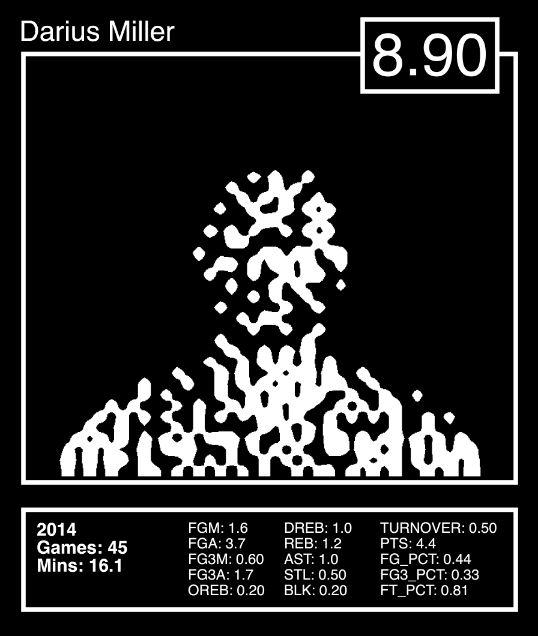 Darius Miller
8.90
2014
Games: 45
Mins: 16.1
FGM: 1.6
FGA: 3.7
FG3M: 0.60
FG3A: 1.7
OREB: 0.20
DREB: 1.0
REB: 1.2
AST: 1.0
STL: 0.50
BLK: 0.20
TURNOVER: 0.50
PTS: 4.4
FG_PCT: 0.44
FG3_PCT: 0.33
FT_PCT: 0.81